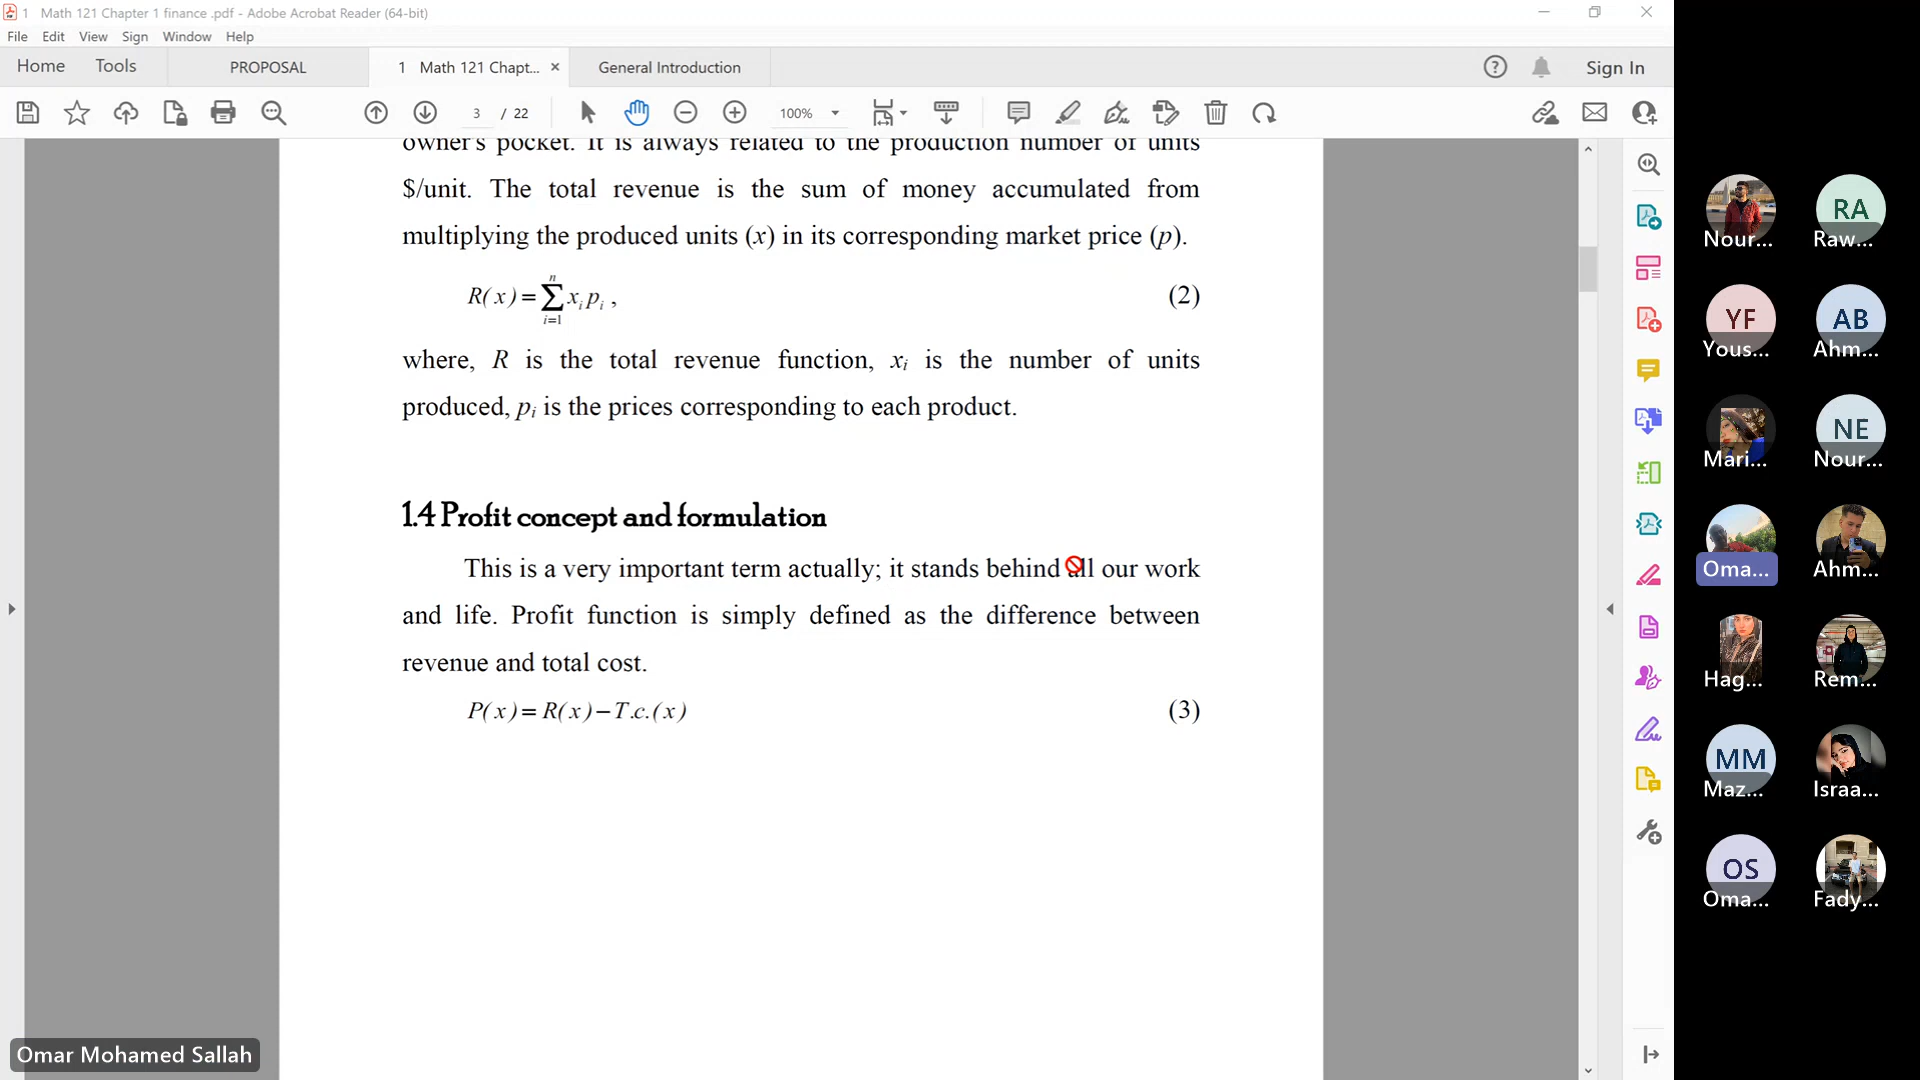 1 Math 121 Chapter 1 finance .pdf - Adobe Acrobat Reader (64-bit)
File Edit View Sign Window Help
Home Tools PROPOSAL 1 Math 121 Chapt... × General Introduction Sign In
3 / 22 100%
owner's pocket. It is always related to the production number of units
$/unit. The total revenue is the sum of money accumulated from
multiplying the produced units (x) in its corresponding market price (p).
R(x) = ∑_{i=1}^{n} x_i p_i , (2)
where, R is the total revenue function, x_i is the number of units
produced, p_i is the prices corresponding to each product.
1.4 Profit concept and formulation
This is a very important term actually; it stands behind all our work
and life. Profit function is simply defined as the difference between
revenue and total cost.
P(x) = R(x) − T.c.(x) (3)
Nour... RA Raw...
YF Yous... AB Ahm...
Mari... NE Nour...
Oma... Ahm...
Hag... Rem...
MM Maz... Israa...
OS Oma... Fady...
Omar Mohamed Sallah